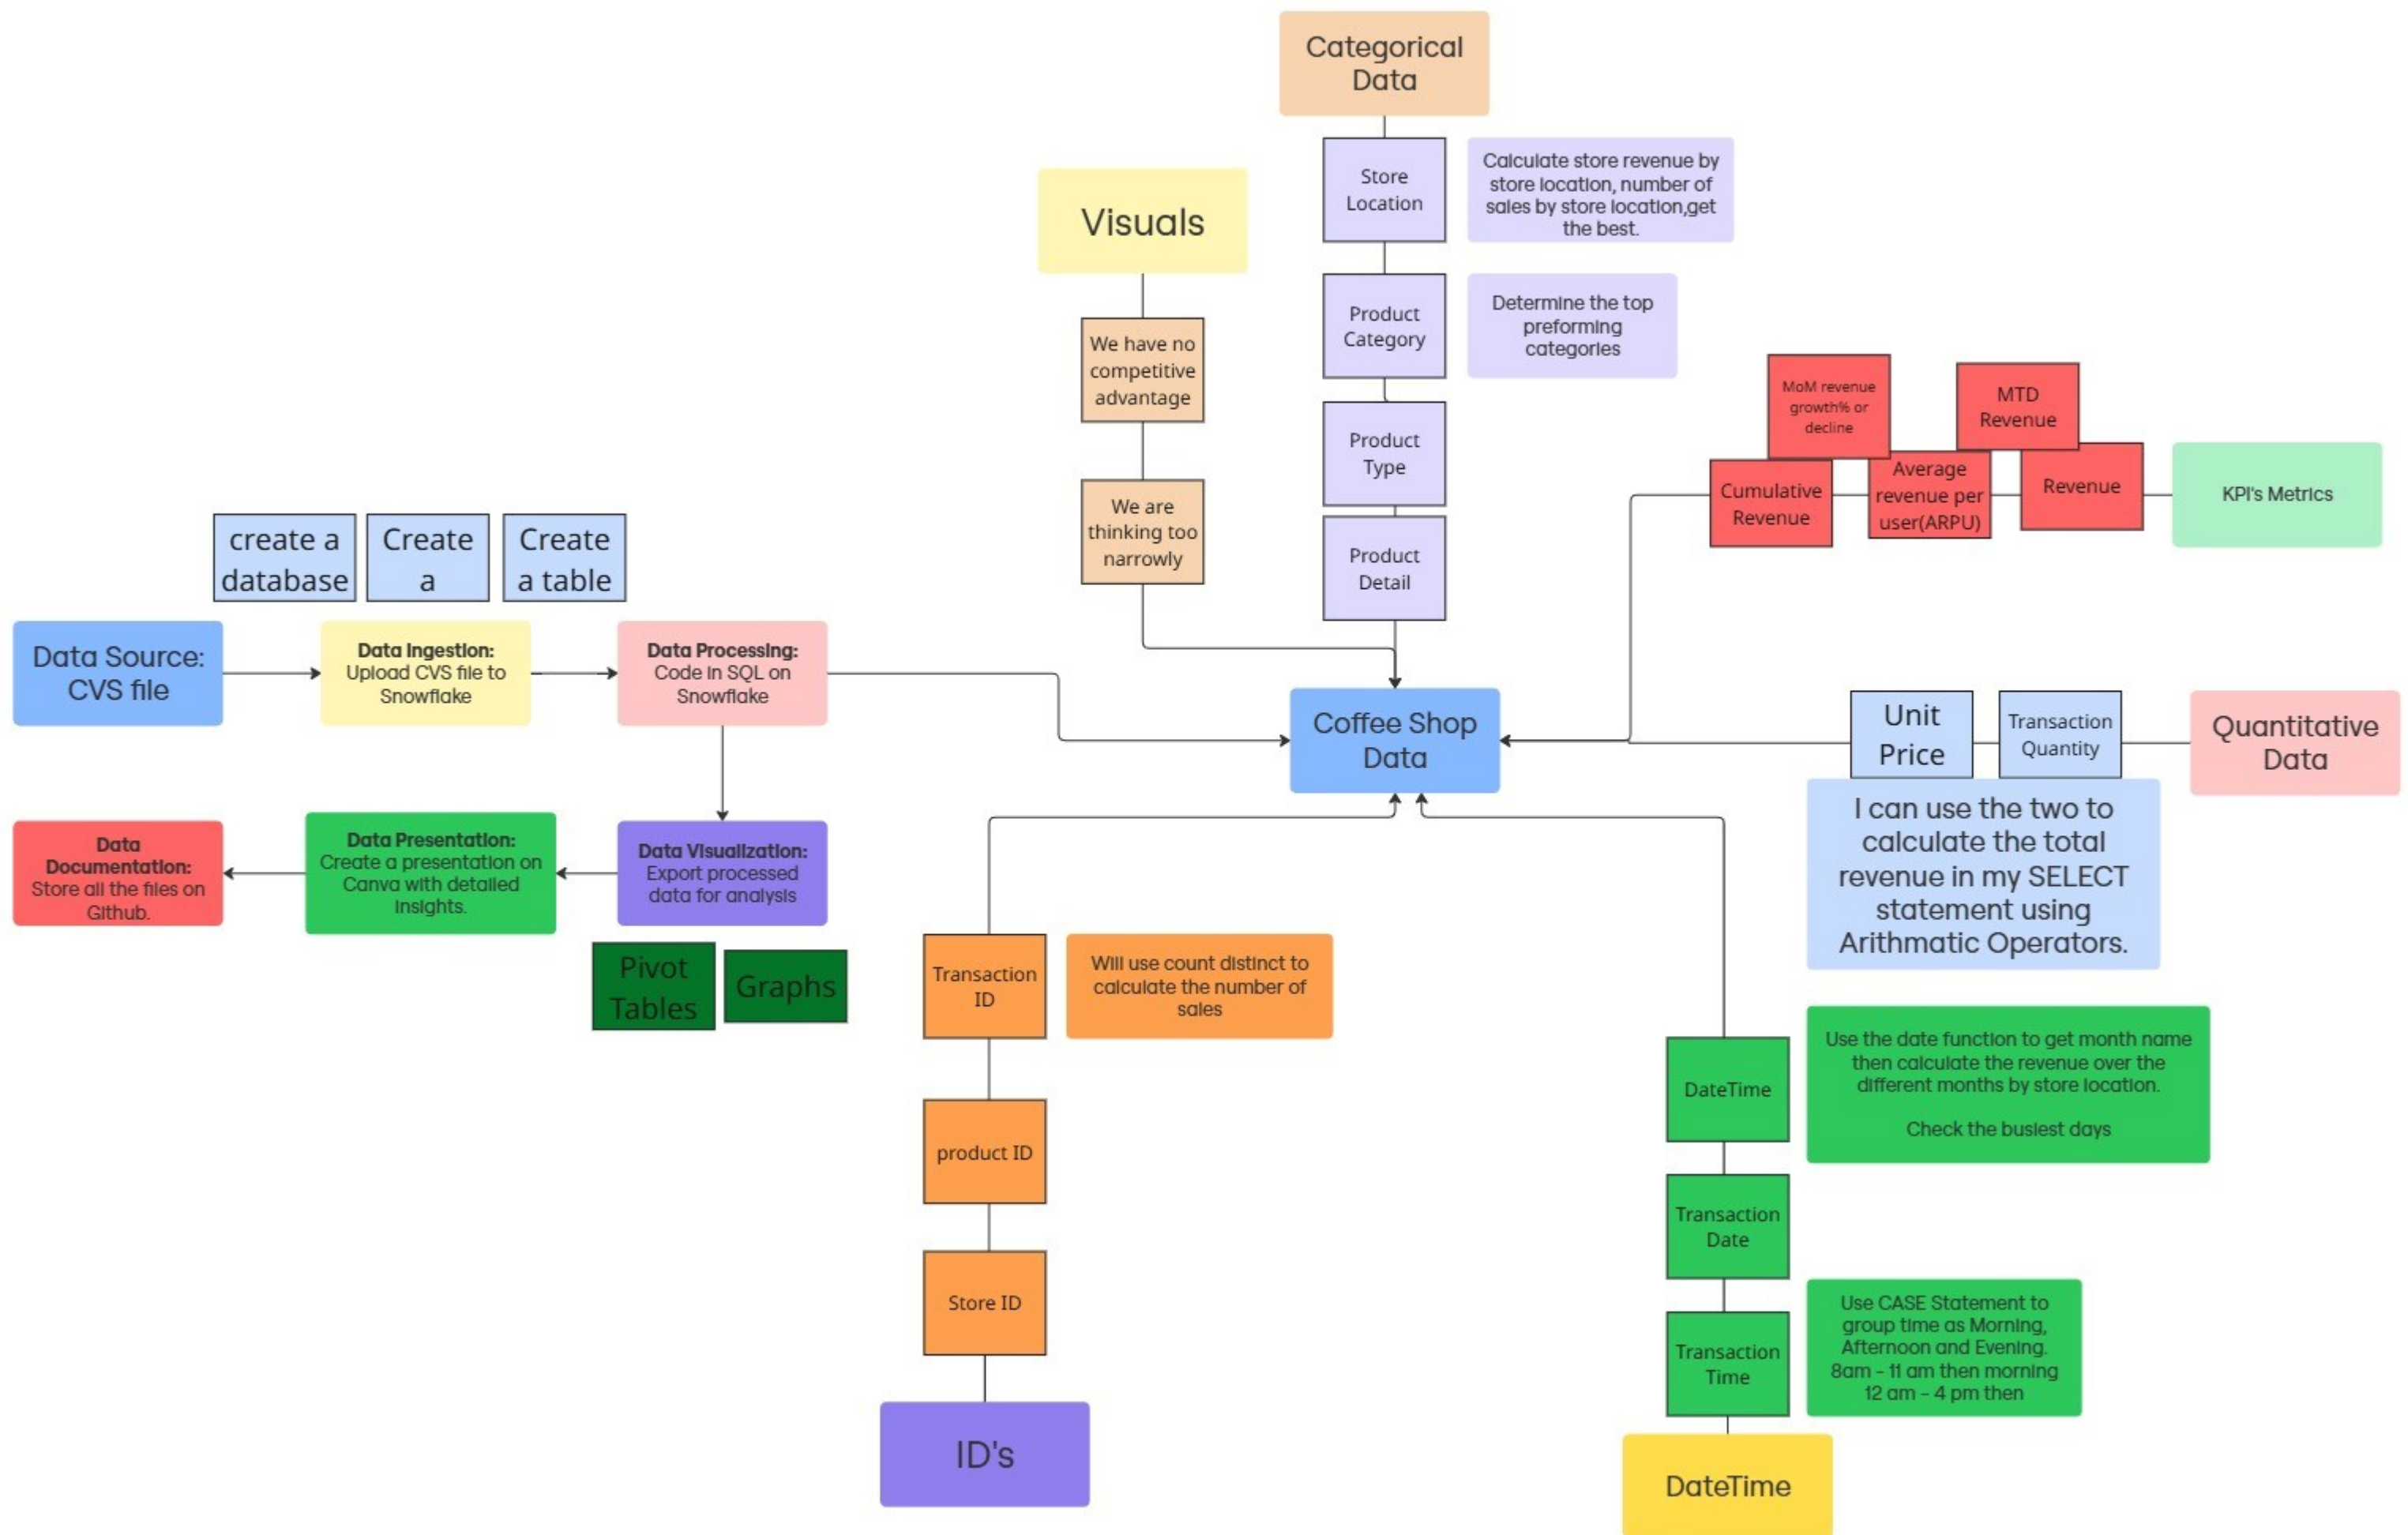 Categorical
Data
Store
Location
Calculate store revenue by
store location, number of
sales by store location,get
the best.
Visuals
Product
Category
Determine the top
preforming
categories
We have no
competitive
advantage
Product
Type
We are
thinking too
narrowly
Product
Detail
MoM revenue
growth% or
decline
MTD
Revenue
Cumulative
Revenue
Average
revenue per
user(ARPU)
Revenue
KPI's Metrics
create a
database
Create
a
Create
a table
Data Source:
CVS file
Data Ingestion:
Upload CVS file to
Snowflake
Data Processing:
Code in SQL on
Snowflake
Coffee Shop
Data
Unit
Price
Transaction
Quantity
Quantitative
Data
I can use the two to
calculate the total
revenue in my SELECT
statement using
Arithmatic Operators.
Data
Documentation:
Store all the files on
Github.
Data Presentation:
Create a presentation on
Canva with detailed
insights.
Data Visualization:
Export processed
data for analysis
Pivot
Tables
Graphs
Transaction
ID
Will use count distinct to
calculate the number of
sales
product ID
Store ID
ID's
DateTime
Use the date function to get month name
then calculate the revenue over the
different months by store location.
Check the busiest days
Transaction
Date
Transaction
Time
Use CASE Statement to
group time as Morning,
Afternoon and Evening.
8am - 11 am then morning
12 am - 4 pm then
DateTime